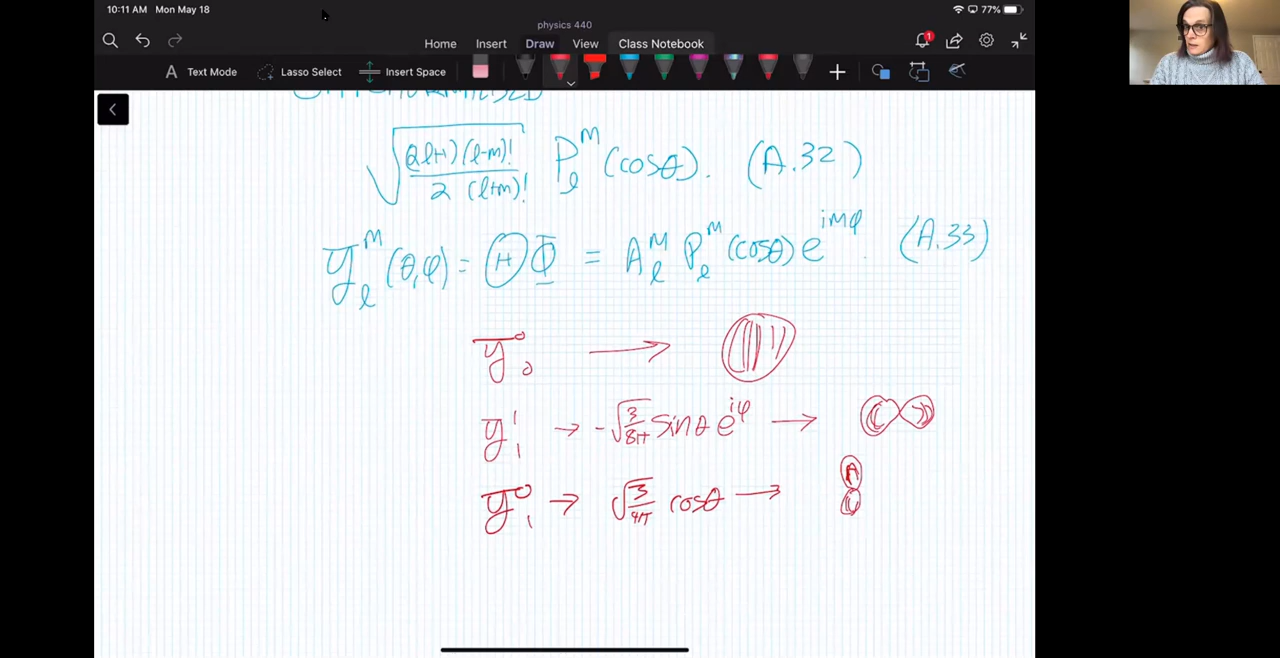 10:11 AM Mon May 18
77%
physics 440
Home Insert Draw View Class Notebook
1
Text Mode Lasso Select Insert Space
√((2l+1)(l-m)! / 2 (l+m)!) P_l^m (cosθ). (A.32)
Y_l^m (θ,φ) = Θ Φ = A_l^m P_l^m (cosθ) e^{imφ}. (A.33)
Y_0^0 →
Y_1^1 → -√(3/8π) sinθ e^{iφ} →
Y_1^0 → √(3/4π) cosθ →